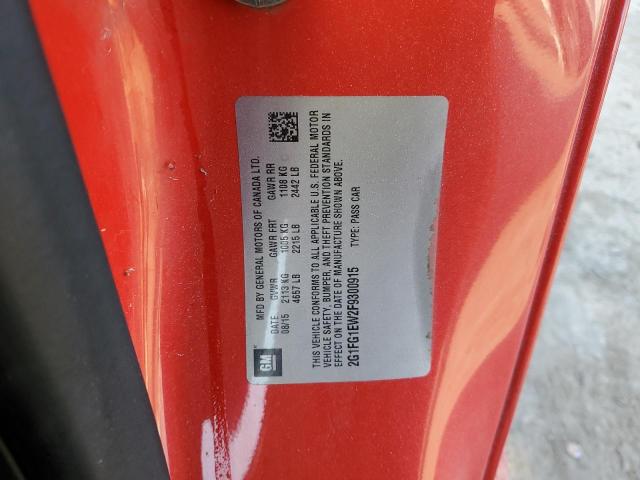 GM
MFD BY GENERAL MOTORS OF CANADA LTD.
DATE GVWR GAWR FRT GAWR RR
08/15 2113 KG 1005 KG 1108 KG
4657 LB 2215 LB 2442 LB
THIS VEHICLE CONFORMS TO ALL APPLICABLE U.S. FEDERAL MOTOR
VEHICLE SAFETY, BUMPER, AND THEFT PREVENTION STANDARDS IN
EFFECT ON THE DATE OF MANUFACTURE SHOWN ABOVE.
2G1FG1EW2F9300915 TYPE: PASS CAR